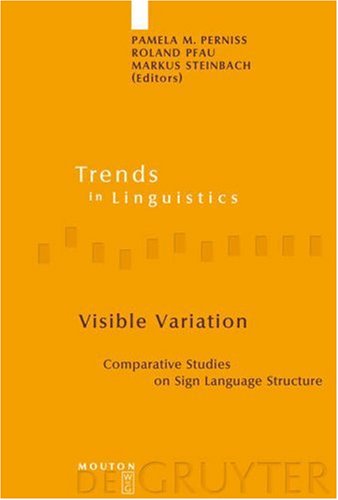 PAMELA M. PERNISS
ROLAND PFAU
MARKUS STEINBACH
(Editors)
Trends
in Linguistics
Visible Variation
Comparative Studies
on Sign Language Structure
MOUTON
DE GRUYTER